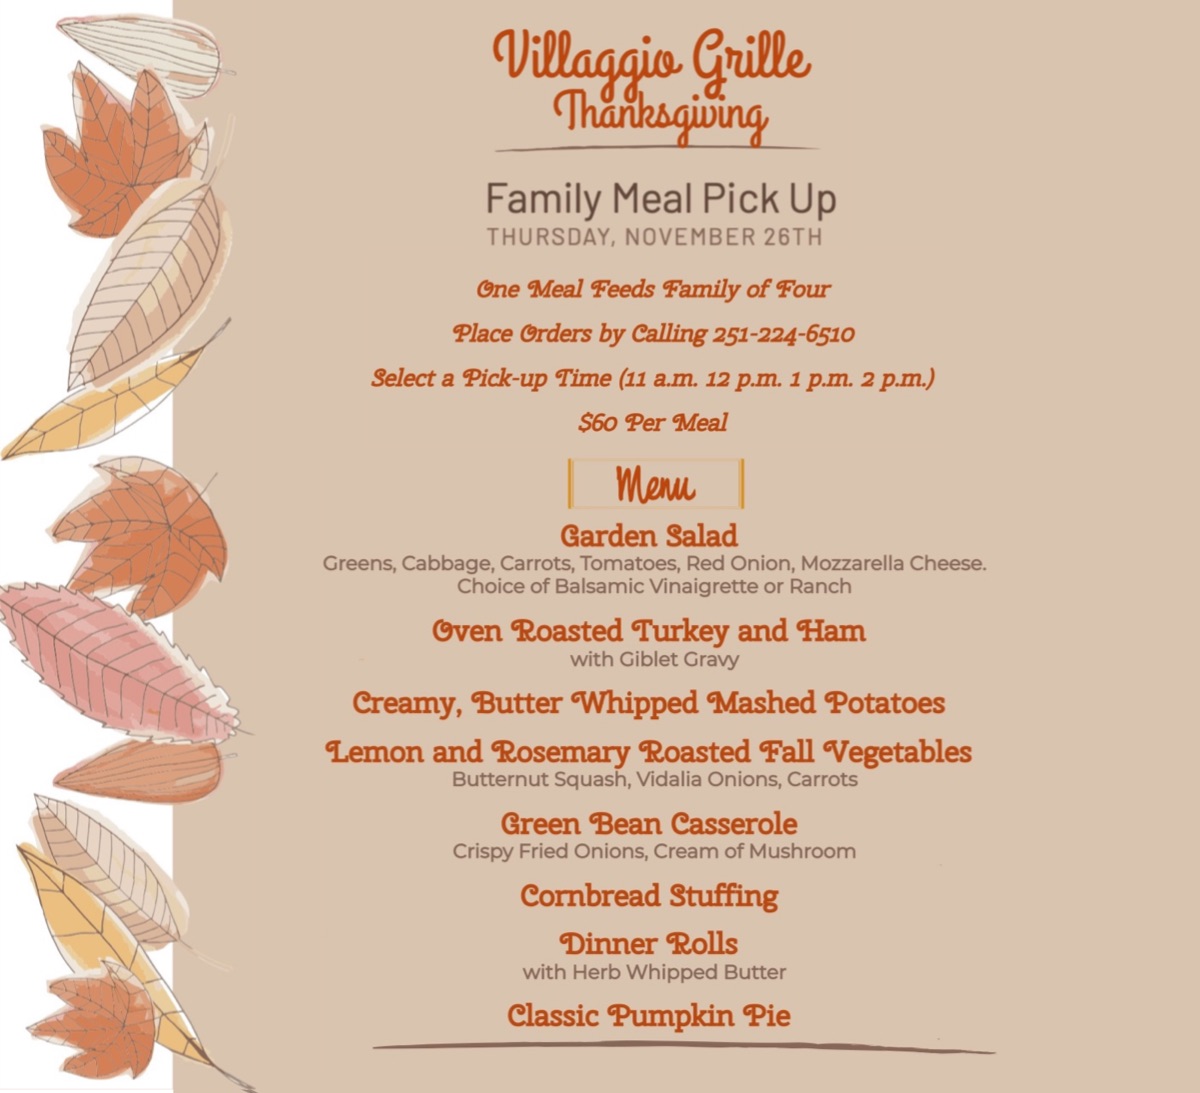 Villaggio Grille
Thanksgiving
Family Meal Pick Up
THURSDAY, NOVEMBER 26TH
One Meal Feeds Family of Four
Place Orders by Calling 251-224-6510
Select a Pick-up Time (11 a.m. 12 p.m. 1 p.m. 2 p.m.)
$60 Per Meal
Menu
Garden Salad
Greens, Cabbage, Carrots, Tomatoes, Red Onion, Mozzarella Cheese.
Choice of Balsamic Vinaigrette or Ranch
Oven Roasted Turkey and Ham
with Giblet Gravy
Creamy, Butter Whipped Mashed Potatoes
Lemon and Rosemary Roasted Fall Vegetables
Butternut Squash, Vidalia Onions, Carrots
Green Bean Casserole
Crispy Fried Onions, Cream of Mushroom
Cornbread Stuffing
Dinner Rolls
with Herb Whipped Butter
Classic Pumpkin Pie